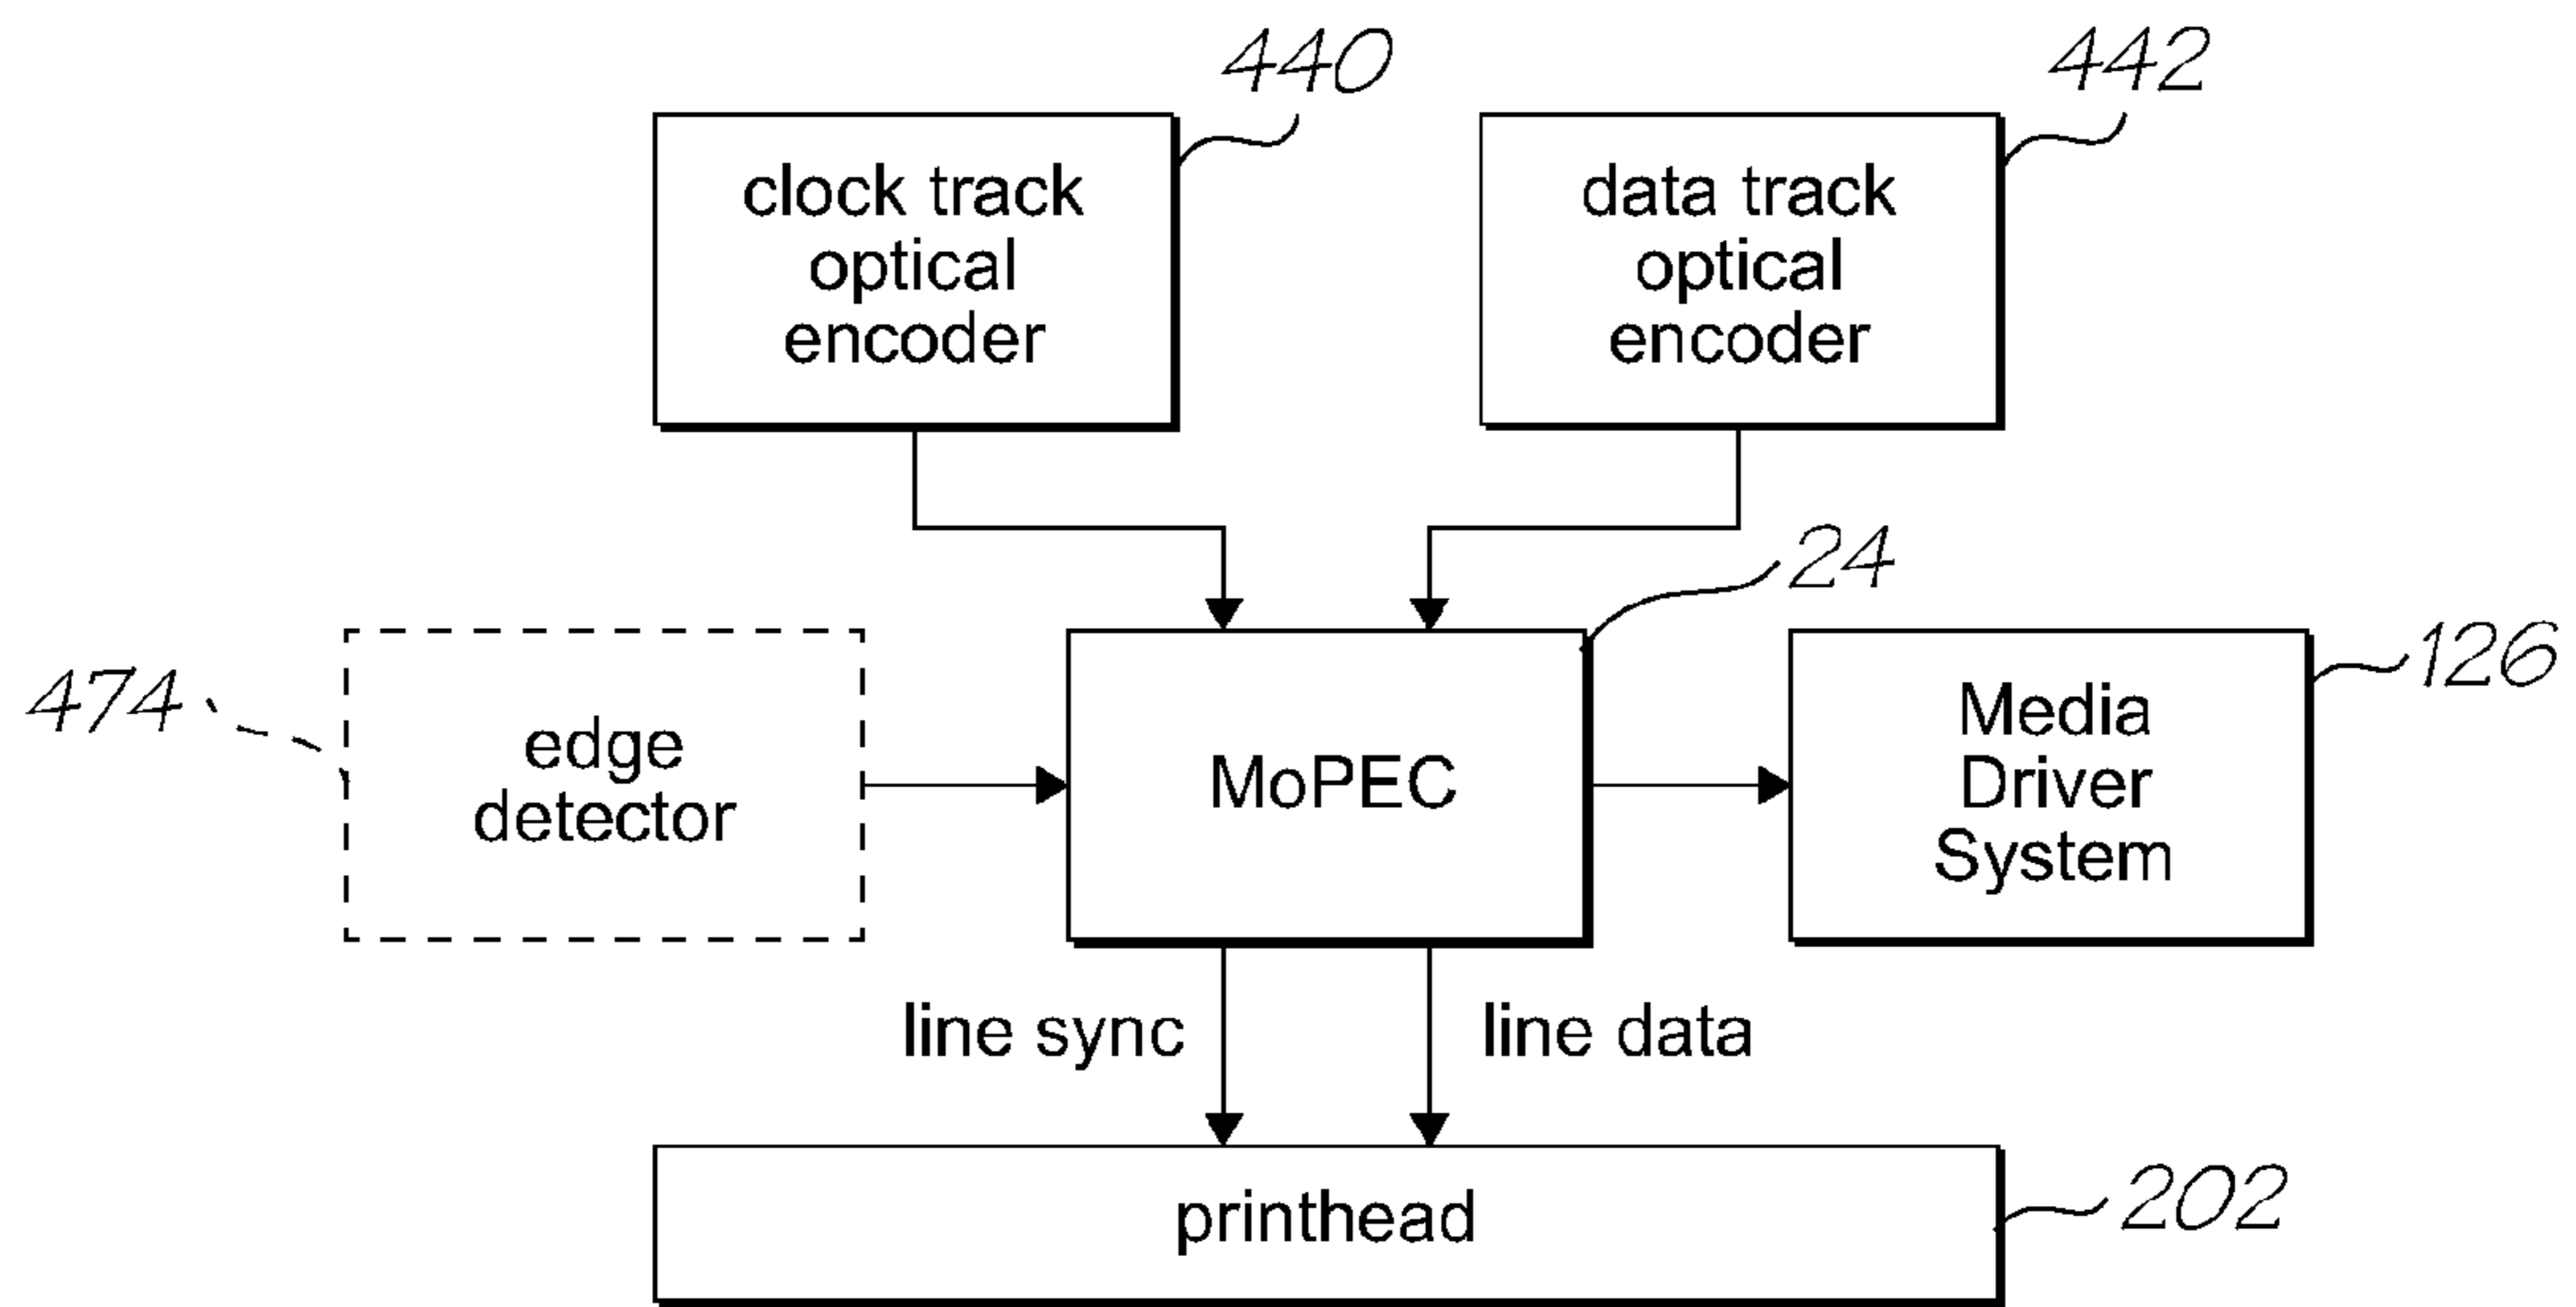 440
442
clock track
optical
encoder
data track
optical
encoder
24
126
474
edge
detector
MoPEC
Media
Driver
System
line sync
line data
printhead
202